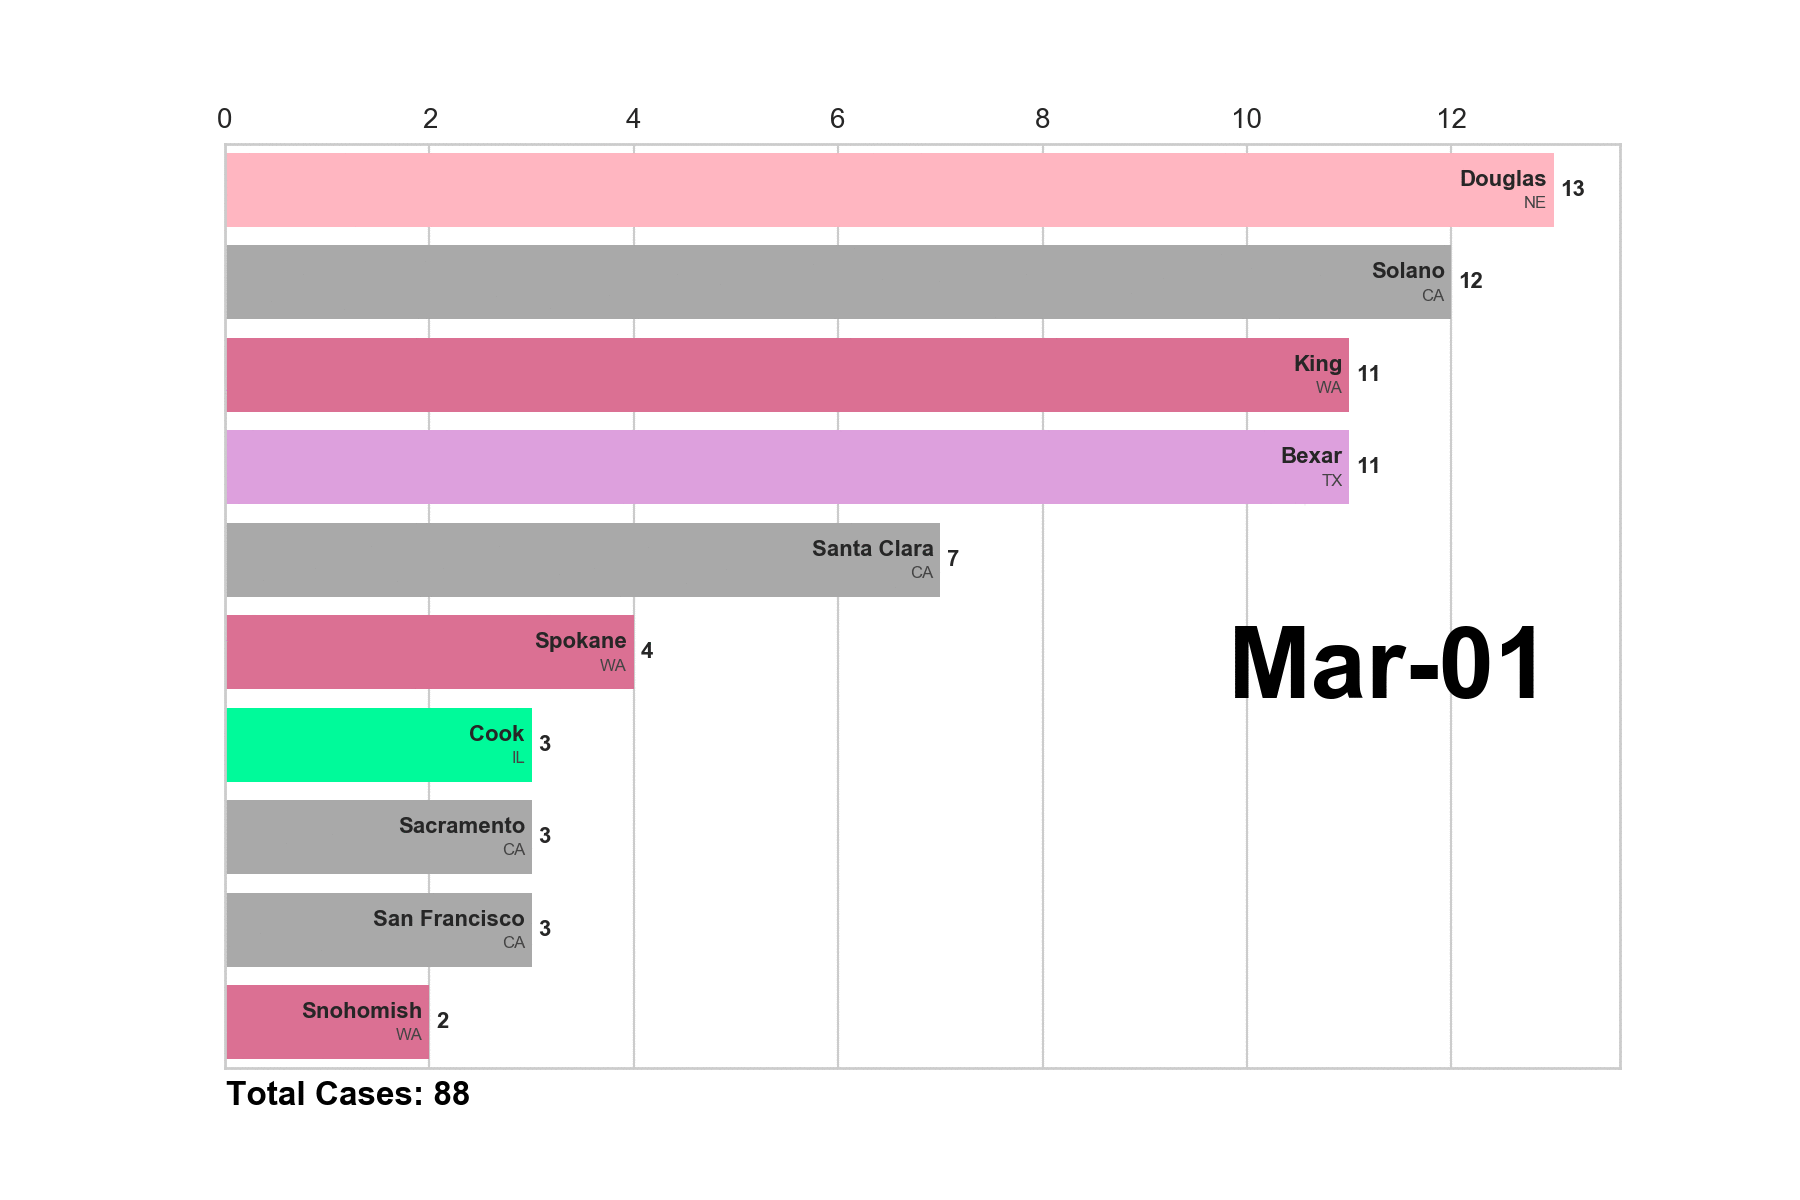 0 2 4 6 8 10 12
Douglas 13
NE
Solano 12
CA
King 11
WA
Bexar 11
TX
Santa Clara 7
CA
Spokane 4
WA
Mar-01
Cook 3
IL
Sacramento 3
CA
San Francisco 3
CA
Snohomish 2
WA
Total Cases: 88